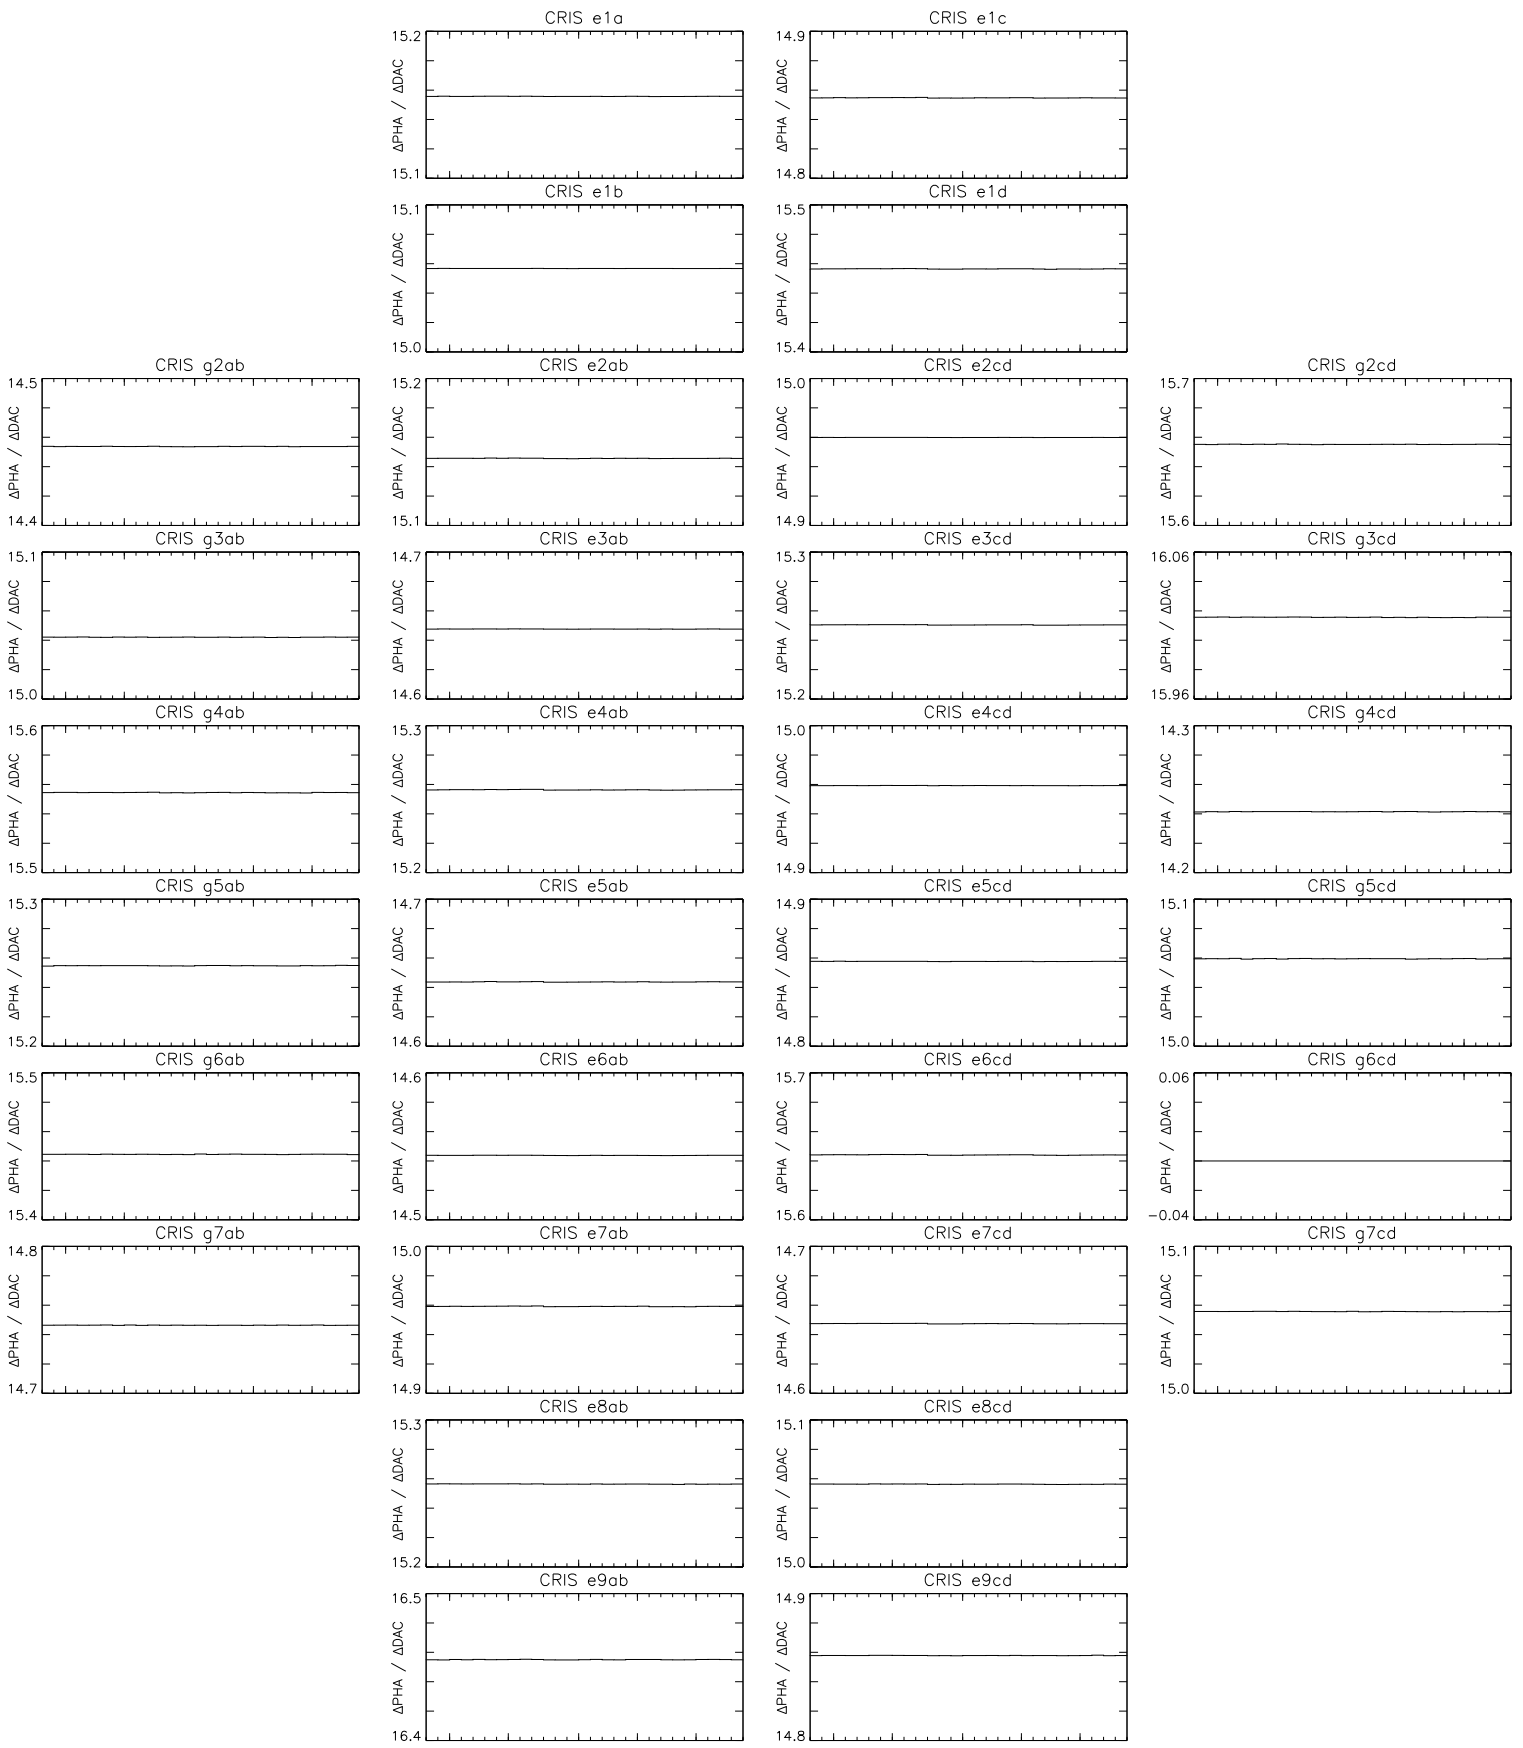 CRIS e1a
15.2
ΔPHA / ΔDAC
15.1
CRIS e1c
14.9
ΔPHA / ΔDAC
14.8
CRIS e1b
15.1
ΔPHA / ΔDAC
15.0
CRIS e1d
15.5
ΔPHA / ΔDAC
15.4
CRIS g2ab
14.5
ΔPHA / ΔDAC
14.4
CRIS e2ab
15.2
ΔPHA / ΔDAC
15.1
CRIS e2cd
15.0
ΔPHA / ΔDAC
14.9
CRIS g2cd
15.7
ΔPHA / ΔDAC
15.6
CRIS g3ab
15.1
ΔPHA / ΔDAC
15.0
CRIS e3ab
14.7
ΔPHA / ΔDAC
14.6
CRIS e3cd
15.3
ΔPHA / ΔDAC
15.2
CRIS g3cd
16.06
ΔPHA / ΔDAC
15.96
CRIS g4ab
15.6
ΔPHA / ΔDAC
15.5
CRIS e4ab
15.3
ΔPHA / ΔDAC
15.2
CRIS e4cd
15.0
ΔPHA / ΔDAC
14.9
CRIS g4cd
14.3
ΔPHA / ΔDAC
14.2
CRIS g5ab
15.3
ΔPHA / ΔDAC
15.2
CRIS e5ab
14.7
ΔPHA / ΔDAC
14.6
CRIS e5cd
14.9
ΔPHA / ΔDAC
14.8
CRIS g5cd
15.1
ΔPHA / ΔDAC
15.0
CRIS g6ab
15.5
ΔPHA / ΔDAC
15.4
CRIS e6ab
14.6
ΔPHA / ΔDAC
14.5
CRIS e6cd
15.7
ΔPHA / ΔDAC
15.6
CRIS g6cd
0.06
ΔPHA / ΔDAC
−0.04
CRIS g7ab
14.8
ΔPHA / ΔDAC
14.7
CRIS e7ab
15.0
ΔPHA / ΔDAC
14.9
CRIS e7cd
14.7
ΔPHA / ΔDAC
14.6
CRIS g7cd
15.1
ΔPHA / ΔDAC
15.0
CRIS e8ab
15.3
ΔPHA / ΔDAC
15.2
CRIS e8cd
15.1
ΔPHA / ΔDAC
15.0
CRIS e9ab
16.5
ΔPHA / ΔDAC
16.4
CRIS e9cd
14.9
ΔPHA / ΔDAC
14.8